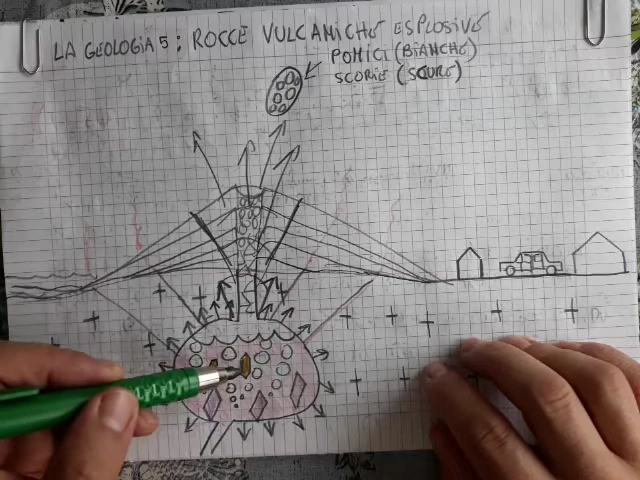 LA GEOLOGIA 5: ROCCE VULCANICHE ESPLOSIVE
POMICI (BIANCHE)
SCORIE (SCURE)